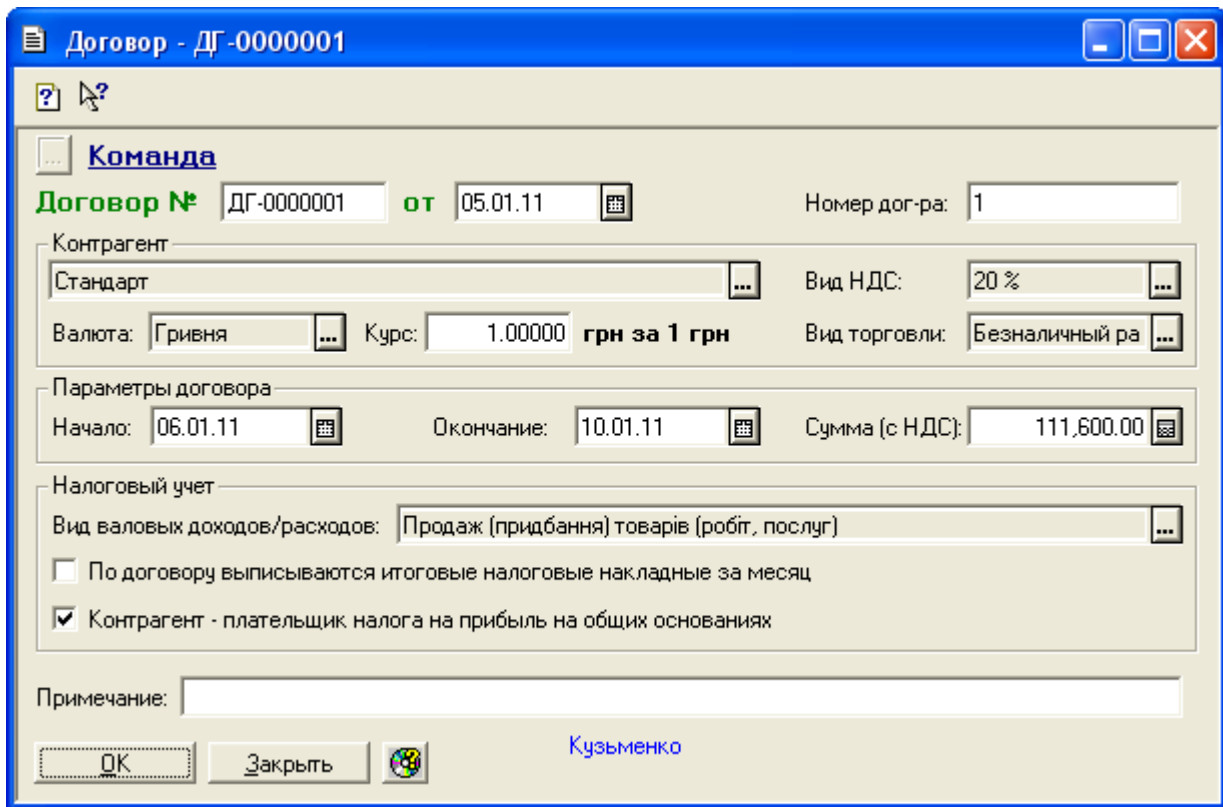 Договор - ДГ-0000001
... Команда
Договор № ДГ-0000001 от 05.01.11 Номер дог-ра: 1
Контрагент
Стандарт ... Вид НДС: 20 % ...
Валюта: Гривня ... Курс: 1.00000 грн за 1 грн Вид торговли: Безналичный ра ...
Параметры договора
Начало: 06.01.11 Окончание: 10.01.11 Сумма (с НДС): 111,600.00
Налоговый учет
Вид валовых доходов/расходов: Продаж (придбання) товарів (робіт, послуг) ...
По договору выписываются итоговые налоговые накладные за месяц
Контрагент - плательщик налога на прибыль на общих основаниях
Примечание:
OK Закрыть Кузьменко